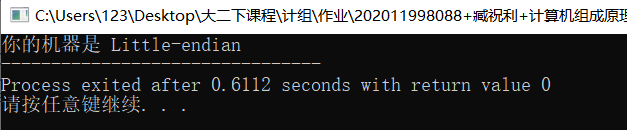 C:\Users\123\Desktop\大二下课程\计组\作业\202011998088+臧祝利+计算机组成原理
你的机器是 Little-endian
--------------------------------
Process exited after 0.6112 seconds with return value 0
请按任意键继续. . .